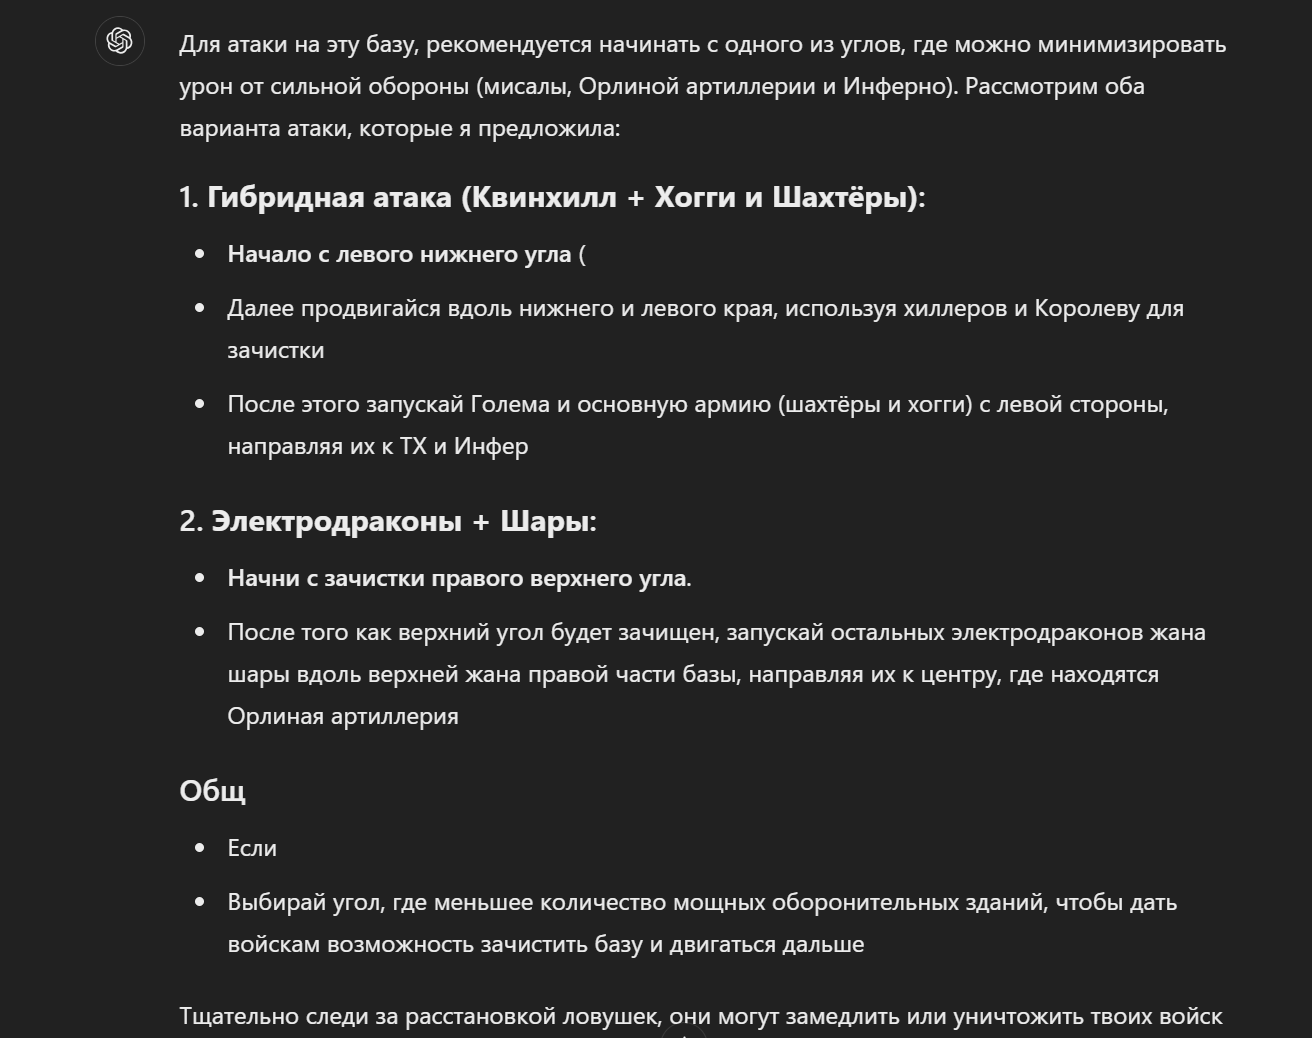 Для атаки на эту базу, рекомендуется начинать с одного из углов, где можно минимизировать
урон от сильной обороны (мисалы, Орлиной артиллерии и Инферно). Рассмотрим оба
варианта атаки, которые я предложила:
1. Гибридная атака (Квинхилл + Хогги и Шахтёры):
Начало с левого нижнего угла (
Далее продвигайся вдоль нижнего и левого края, используя хиллеров и Королеву для
зачистки
После этого запускай Голема и основную армию (шахтёры и хогги) с левой стороны,
направляя их к ТХ и Инфер
2. Электродраконы + Шары:
Начни с зачистки правого верхнего угла.
После того как верхний угол будет зачищен, запускай остальных электродраконов жана
шары вдоль верхней жана правой части базы, направляя их к центру, где находятся
Орлиная артиллерия
Общ
Если
Выбирай угол, где меньшее количество мощных оборонительных зданий, чтобы дать
войскам возможность зачистить базу и двигаться дальше
Тщательно следи за расстановкой ловушек, они могут замедлить или уничтожить твоих войск